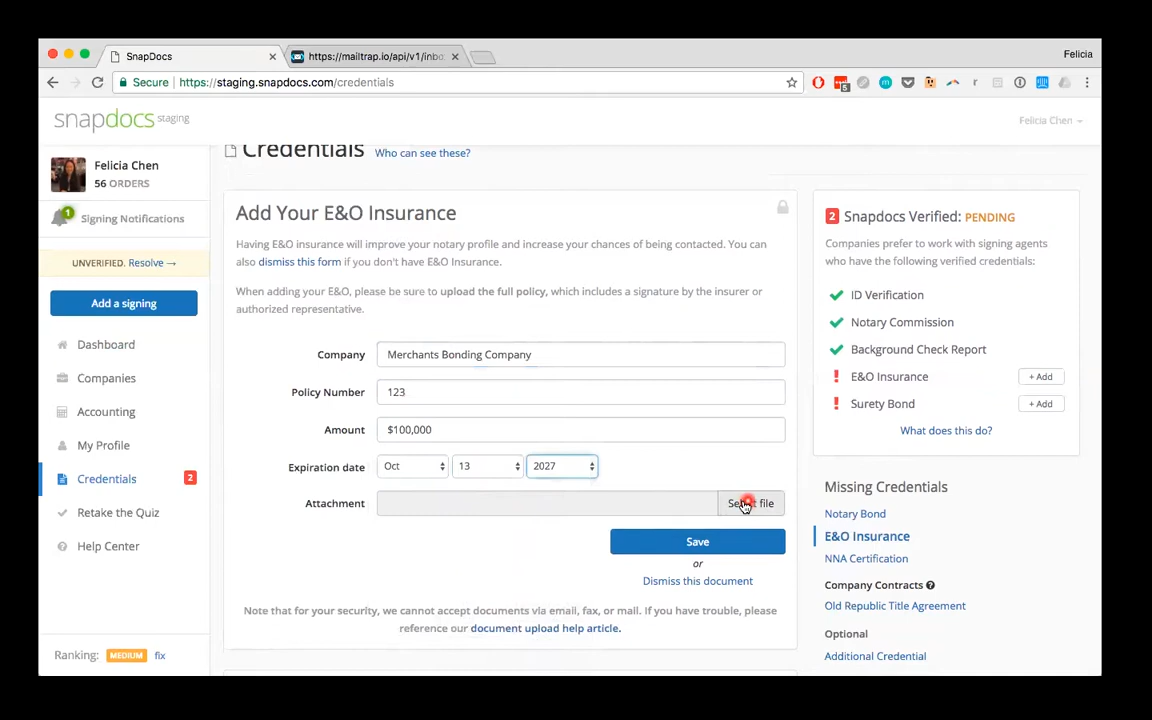 SnapDocs
https://mailtrap.io/api/v1/inbo
Felicia
Secure
https://staging.snapdocs.com/credentials
5
snapdocs staging
Felicia Chen
Felicia Chen
56 ORDERS
1
Signing Notifications
UNVERIFIED. Resolve →
Add a signing
Dashboard
Companies
Accounting
My Profile
Credentials
2
Retake the Quiz
Help Center
Ranking: MEDIUM fix
Credentials
Who can see these?
Add Your E&O Insurance
Having E&O insurance will improve your notary profile and increase your chances of being contacted. You can
also dismiss this form if you don't have E&O Insurance.
When adding your E&O, please be sure to upload the full policy, which includes a signature by the insurer or
authorized representative.
Company Merchants Bonding Company
Policy Number 123
Amount $100,000
Expiration date Oct 13 2027
Attachment Select file
Save
or
Dismiss this document
Note that for your security, we cannot accept documents via email, fax, or mail. If you have trouble, please
reference our document upload help article.
2 Snapdocs Verified: PENDING
Companies prefer to work with signing agents
who have the following verified credentials:
ID Verification
Notary Commission
Background Check Report
E&O Insurance + Add
Surety Bond + Add
What does this do?
Missing Credentials
Notary Bond
E&O Insurance
NNA Certification
Company Contracts ?
Old Republic Title Agreement
Optional
Additional Credential